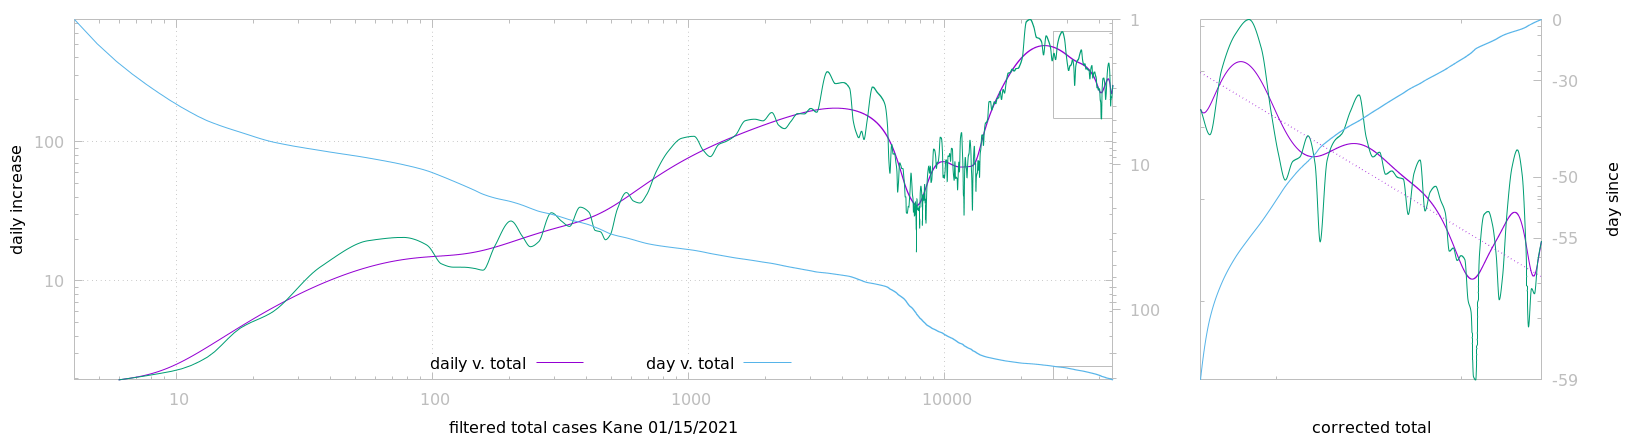 daily increase
100
10
10
100
1000
10000
1
10
100
daily v. total
day v. total
filtered total cases Kane 01/15/2021
0
-30
-50
-55
-59
day since
corrected total